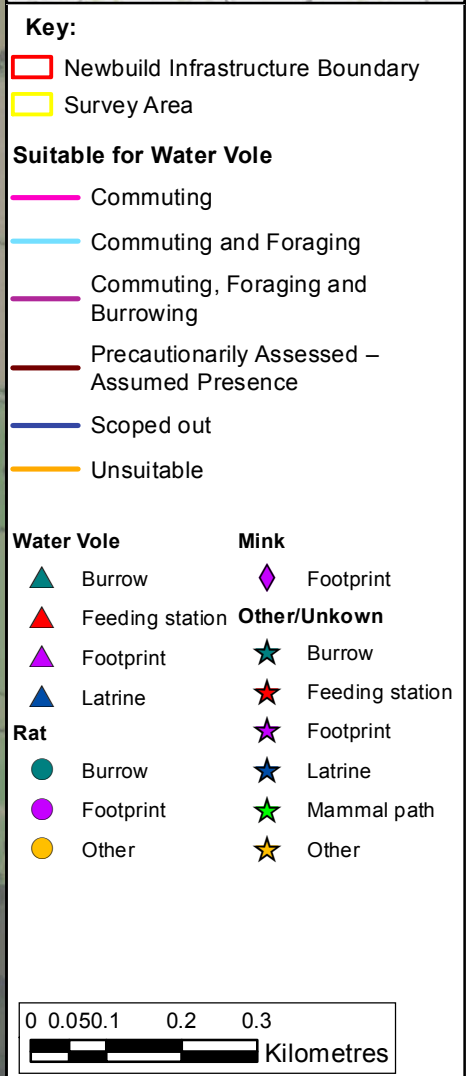 Key:
Newbuild Infrastructure Boundary
Survey Area
Suitable for Water Vole
Commuting
Commuting and Foraging
Commuting, Foraging and
Burrowing
Precautionarily Assessed –
Assumed Presence
Scoped out
Unsuitable
Water Vole
Burrow
Feeding station
Footprint
Latrine
Rat
Burrow
Footprint
Other
Mink
Footprint
Other/Unkown
Burrow
Feeding station
Footprint
Latrine
Mammal path
Other
0 0.050.1 0.2 0.3
Kilometres